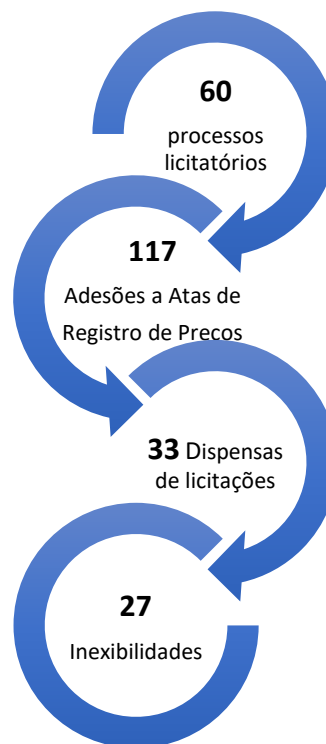 60
processos
licitatórios
117
Adesões a Atas de
Registro de Precos
33 Dispensas
de licitações
27
Inexibilidades